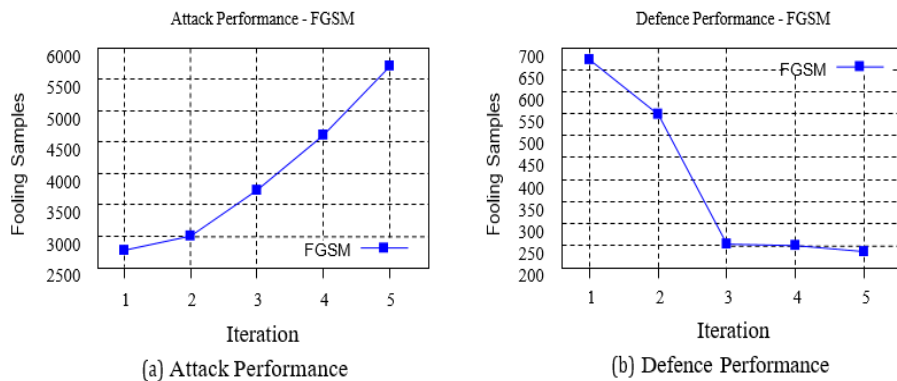 Attack Performance - FGSM
6000
5500
5000
4500
4000
3500
3000
2500
Fooling Samples
FGSM
1 2 3 4 5
Iteration
(a) Attack Performance
Defence Performance - FGSM
700
650
600
550
500
450
400
350
300
250
200
Fooling Samples
FGSM
1 2 3 4 5
Iteration
(b) Defence Performance